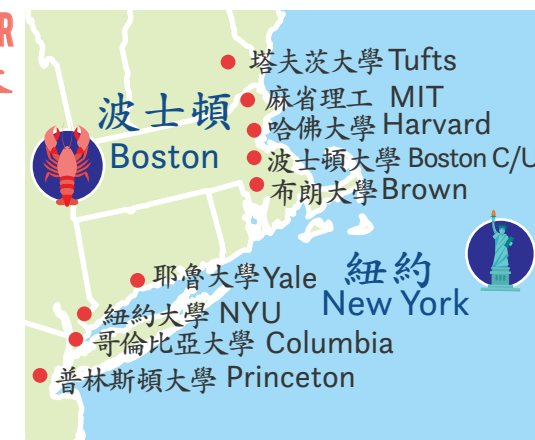 R
塔夫茨大學 Tufts
麻省理工 MIT
波士頓
哈佛大學 Harvard
Boston
波士頓大學 Boston C/U
布朗大學 Brown
耶魯大學 Yale
紐約
紐約大學 NYU
New York
哥倫比亞大學 Columbia
普林斯頓大學 Princeton